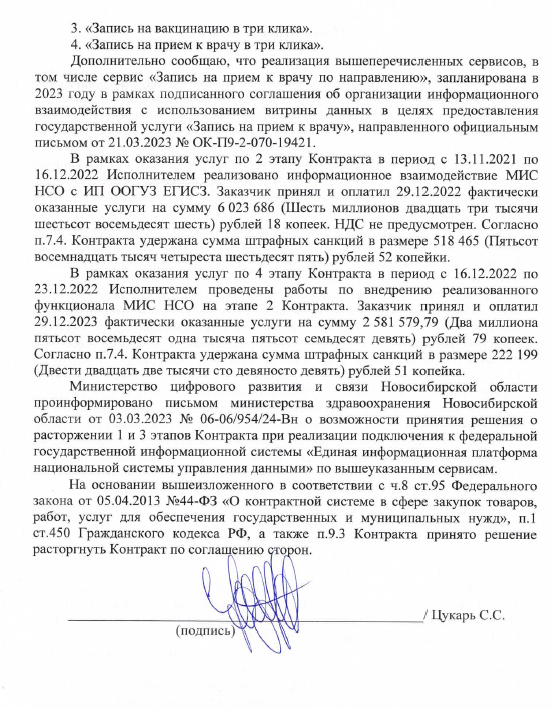 3. «Запись на вакцинацию в три клика».
4. «Запись на прием к врачу в три клика».
Дополнительно сообщаю, что реализация вышеперечисленных сервисов, в
том числе сервис «Запись на прием к врачу по направлению», запланирована в
2023 году в рамках подписанного соглашения об организации информационного
взаимодействия с использованием витрины данных в целях предоставления
государственной услуги «Запись на прием к врачу», направленного официальным
письмом от 21.03.2023 № ОК-П9-2-070-19421.
В рамках оказания услуг по 2 этапу Контракта в период с 13.11.2021 по
16.12.2022 Исполнителем реализовано информационное взаимодействие МИС
НСО с ИП ООГУЗ ЕГИСЗ. Заказчик принял и оплатил 29.12.2022 фактически
оказанные услуги на сумму 6 023 686 (Шесть миллионов двадцать три тысячи
шестьсот восемьдесят шесть) рублей 18 копеек. НДС не предусмотрен. Согласно
п.7.4. Контракта удержана сумма штрафных санкций в размере 518 465 (Пятьсот
восемнадцать тысяч четыреста шестьдесят пять) рублей 52 копейки.
В рамках оказания услуг по 4 этапу Контракта в период с 16.12.2022 по
23.12.2022 Исполнителем проведены работы по внедрению реализованного
функционала МИС НСО на этапе 2 Контракта. Заказчик принял и оплатил
29.12.2023 фактически оказанные услуги на сумму 2 581 579,79 (Два миллиона
пятьсот восемьдесят одна тысяча пятьсот семьдесят девять) рублей 79 копеек.
Согласно п.7.4. Контракта удержана сумма штрафных санкций в размере 222 199
(Двести двадцать две тысячи сто девяносто девять) рублей 51 копейка.
Министерство цифрового развития и связи Новосибирской области
проинформировано письмом министерства здравоохранения Новосибирской
области от 03.03.2023 № 06-06/954/24-Вн о возможности принятия решения о
расторжении 1 и 3 этапов Контракта при реализации подключения к федеральной
государственной информационной системы «Единая информационная платформа
национальной системы управления данными» по вышеуказанным сервисам.
На основании вышеизложенного в соответствии с ч.8 ст.95 Федерального
закона от 05.04.2013 №44-ФЗ «О контрактной системе в сфере закупок товаров,
работ, услуг для обеспечения государственных и муниципальных нужд», п.1
ст.450 Гражданского кодекса РФ, а также п.9.3 Контракта принято решение
расторгнуть Контракт по соглашению сторон.
/ Цукарь С.С.
(подпись)